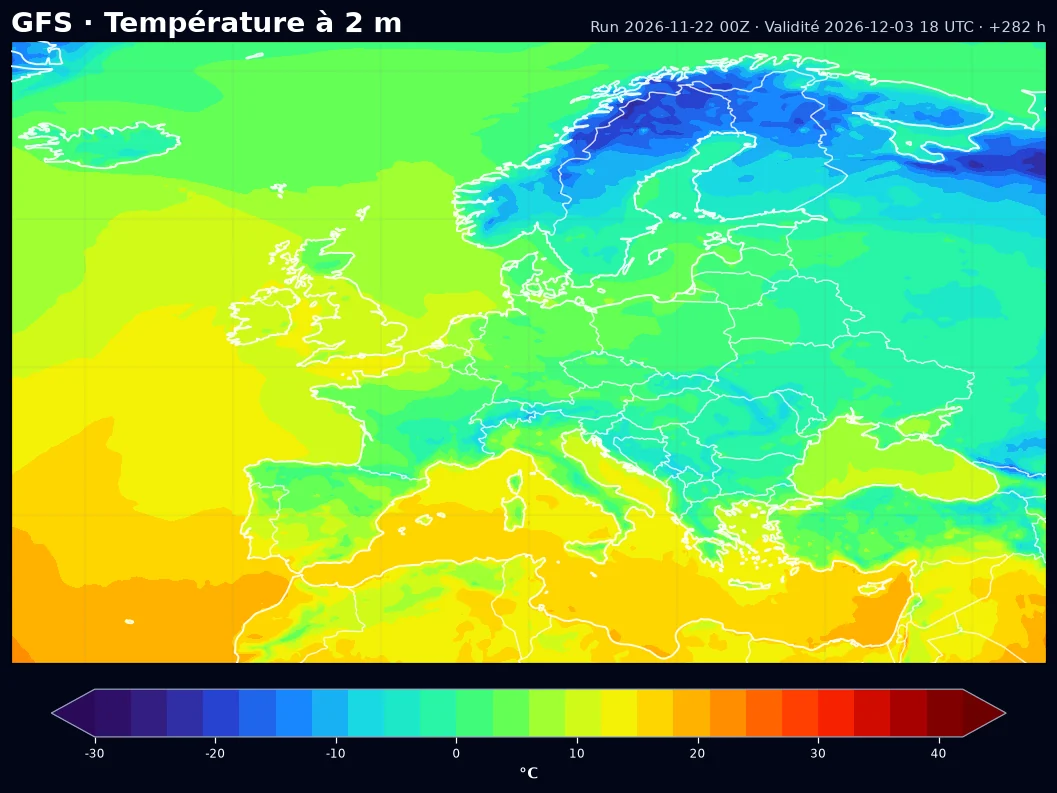 GFS · Température à 2 m
Run 2026-11-22 00Z · Validité 2026-12-03 18 UTC · +282 h
-30 -20 -10 0 10 20 30 40
°C